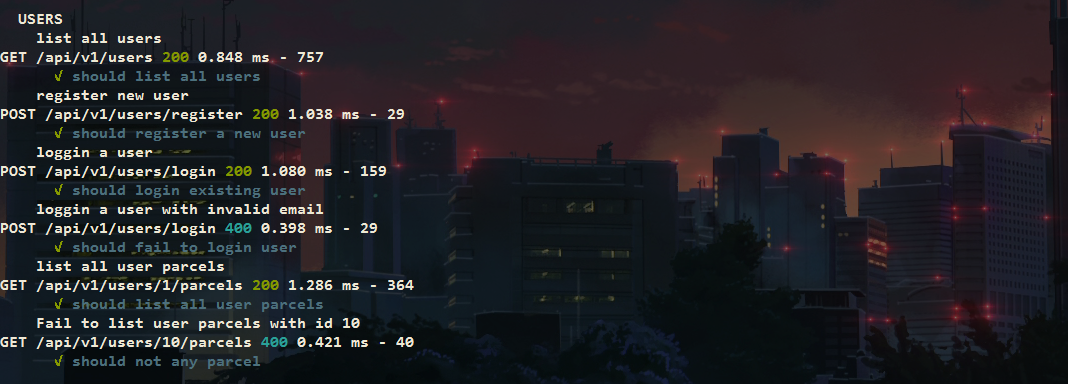 USERS
list all users
GET /api/v1/users 200 0.848 ms - 757
✓ should list all users
register new user
POST /api/v1/users/register 200 1.038 ms - 29
✓ should register a new user
loggin a user
POST /api/v1/users/login 200 1.080 ms - 159
✓ should login existing user
loggin a user with invalid email
POST /api/v1/users/login 400 0.398 ms - 29
✓ should fail to login user
list all user parcels
GET /api/v1/users/1/parcels 200 1.286 ms - 364
✓ should list all user parcels
Fail to list user parcels with id 10
GET /api/v1/users/10/parcels 400 0.421 ms - 40
✓ should not any parcel